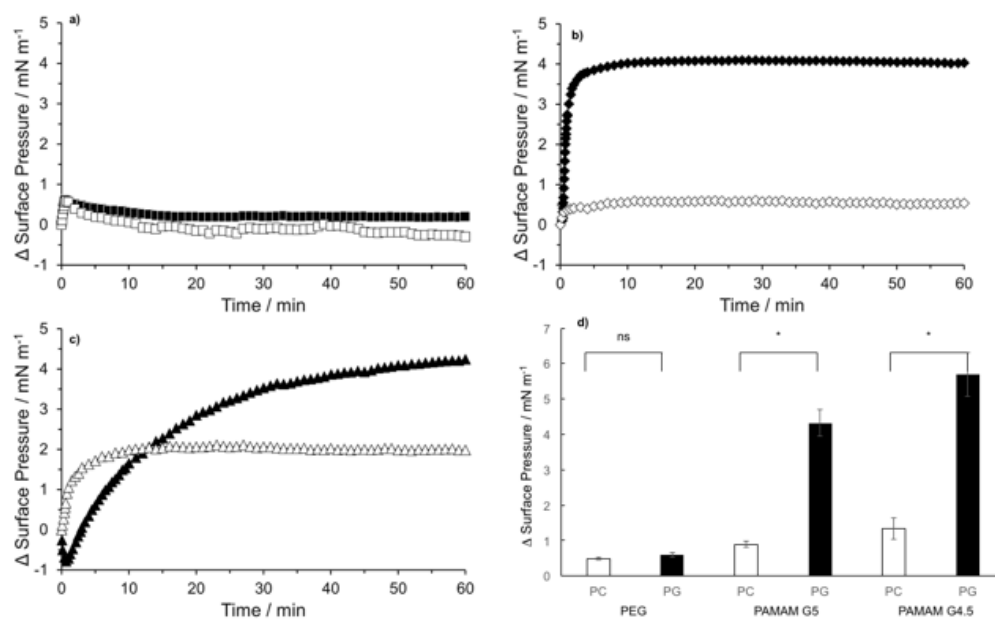 a)
Δ Surface Pressure / mN m-1
5
4
3
2
1
0
-1
0 10 20 30 40 50 60
Time / min
b)
Δ Surface Pressure / mN m-1
5
4
3
2
1
0
-1
0 10 20 30 40 50 60
Time / min
c)
Δ Surface Pressure / mN m-1
5
4
3
2
1
0
-1
0 10 20 30 40 50 60
Time / min
d)
Δ Surface Pressure / mN m-1
7
6
5
4
3
2
1
0
ns * *
PC PG PC PG PC PG
PEG PAMAM G5 PAMAM G4.5